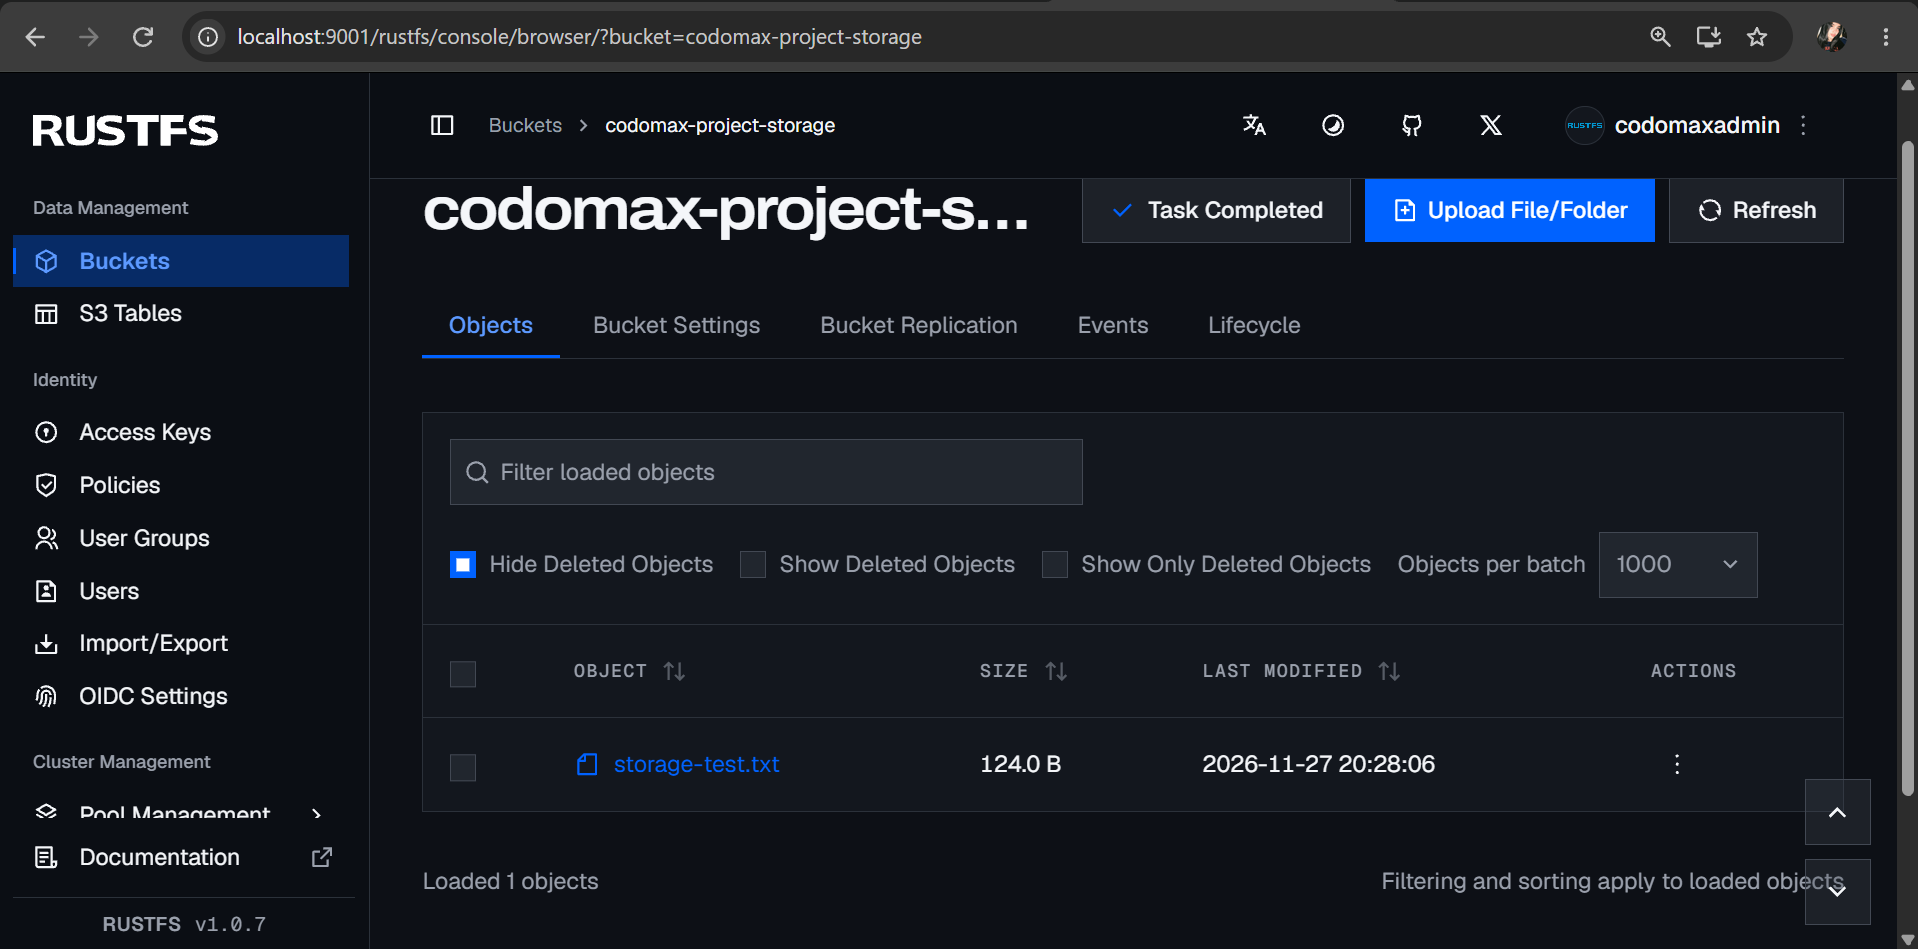 localhost:9001/rustfs/console/browser/?bucket=codomax-project-storage
RUSTFS
Buckets > codomax-project-storage
RUSTFS codomaxadmin
Data Management
Buckets
S3 Tables
Identity
Access Keys
Policies
User Groups
Users
Import/Export
OIDC Settings
Cluster Management
Pool Management
Documentation
RUSTFS v1.0.7
codomax-project-s...
Task Completed
Upload File/Folder
Refresh
Objects Bucket Settings Bucket Replication Events Lifecycle
Filter loaded objects
Hide Deleted Objects Show Deleted Objects Show Only Deleted Objects Objects per batch 1000
OBJECT SIZE LAST MODIFIED ACTIONS
storage-test.txt 124.0 B 2026-11-27 20:28:06
Loaded 1 objects Filtering and sorting apply to loaded objects